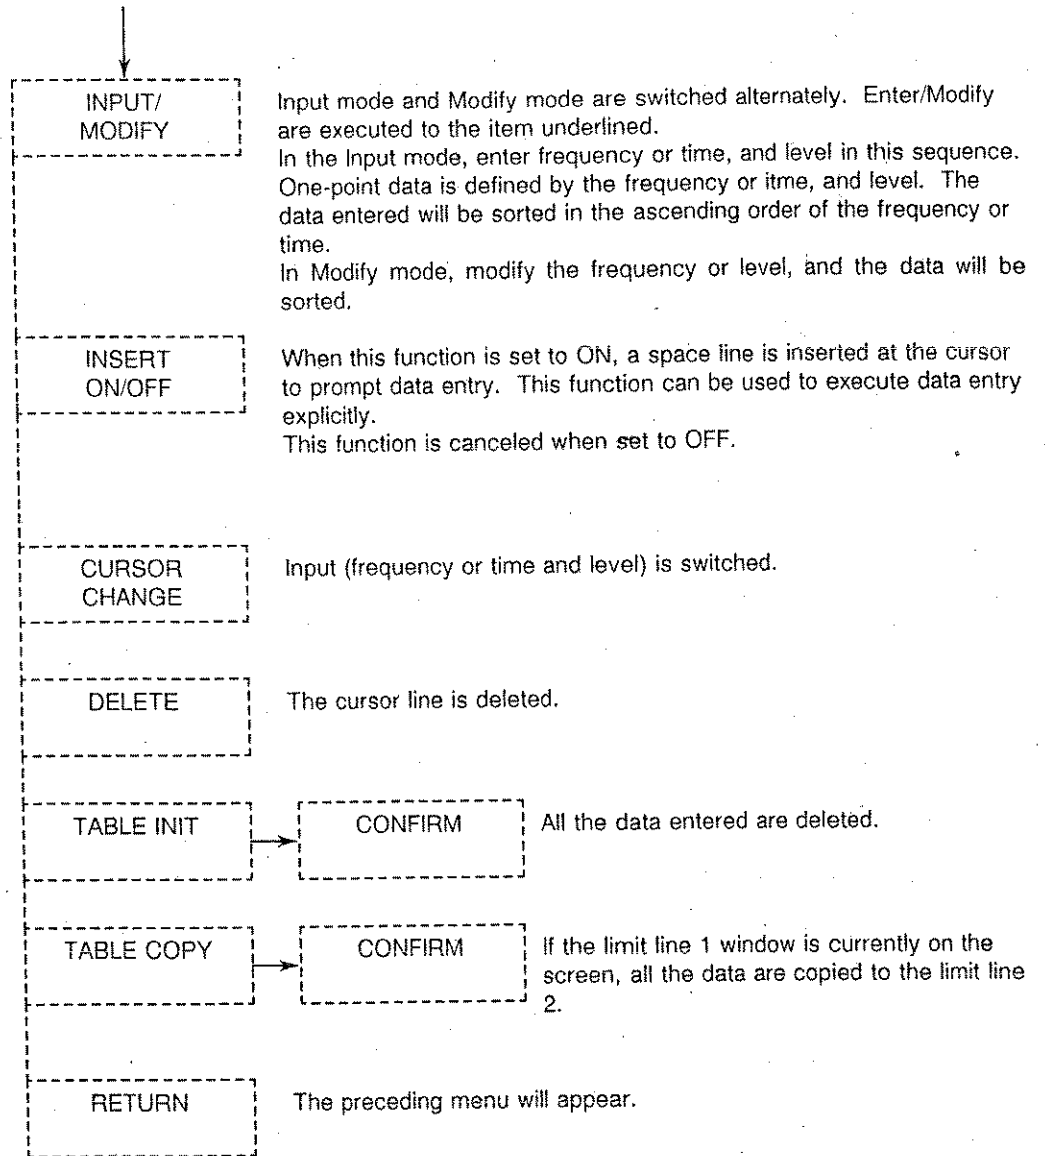 INPUT/
MODIFY
Input mode and Modify mode are switched alternately. Enter/Modify
are executed to the item underlined.
In the Input mode, enter frequency or time, and level in this sequence.
One-point data is defined by the frequency or itme, and level. The
data entered will be sorted in the ascending order of the frequency or
time.
In Modify mode, modify the frequency or level, and the data will be
sorted.
INSERT
ON/OFF
When this function is set to ON, a space line is inserted at the cursor
to prompt data entry. This function can be used to execute data entry
explicitly.
This function is canceled when set to OFF.
CURSOR
CHANGE
Input (frequency or time and level) is switched.
DELETE
The cursor line is deleted.
TABLE INIT
CONFIRM
All the data entered are deleted.
TABLE COPY
CONFIRM
If the limit line 1 window is currently on the
screen, all the data are copied to the limit line
2.
RETURN
The preceding menu will appear.